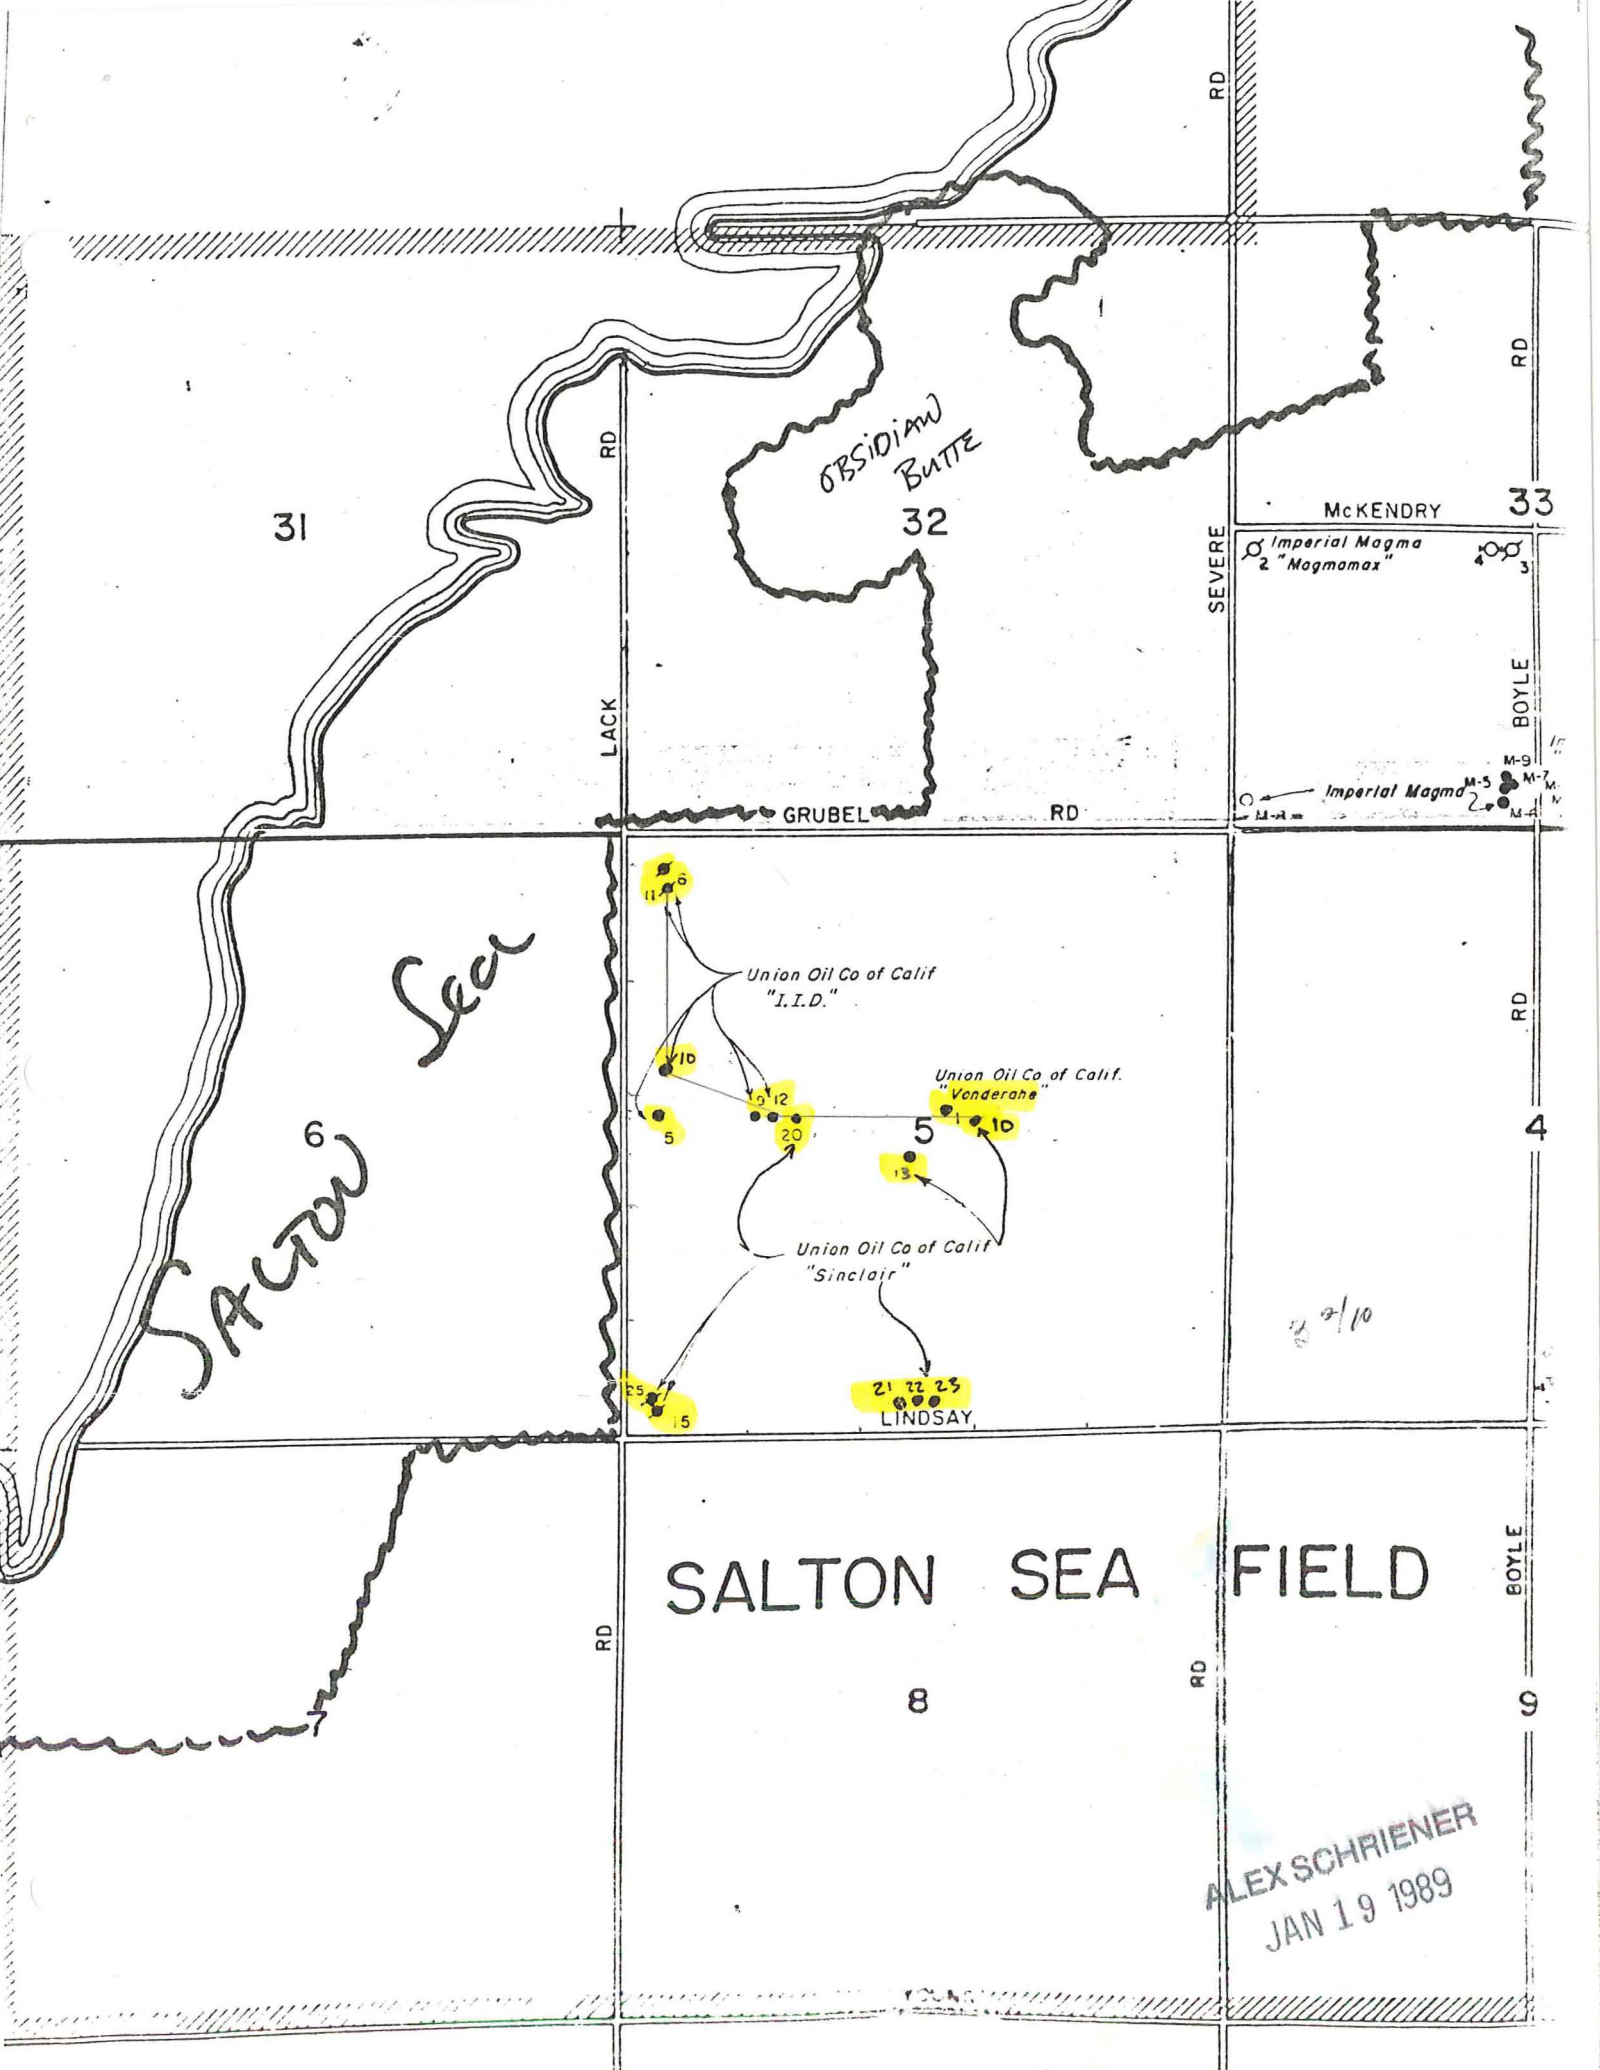 RD
OBSIDIAN
BUTTE
RD
RD
31
32
McKENDRY
33
Imperial Magma
2 "Magmamax"
4
3
SEVERE
LACK
BOYLE
M-9
M-5
M-7
Imperial Magma
2
GRUBEL
RD
6
11
Union Oil Co of Calif
"I.I.D."
Sea
RD
10
Union Oil Co of Calif.
"Vonderahe"
9 12
1
10
5
20
5
13
6
4
SALTON
Union Oil Co of Calif
"Sinclair"
25
15
21 22 23
LINDSAY
SALTON SEA FIELD
BOYLE
RD
RD
7
8
9
ALEX SCHRIENER
JAN 19 1989